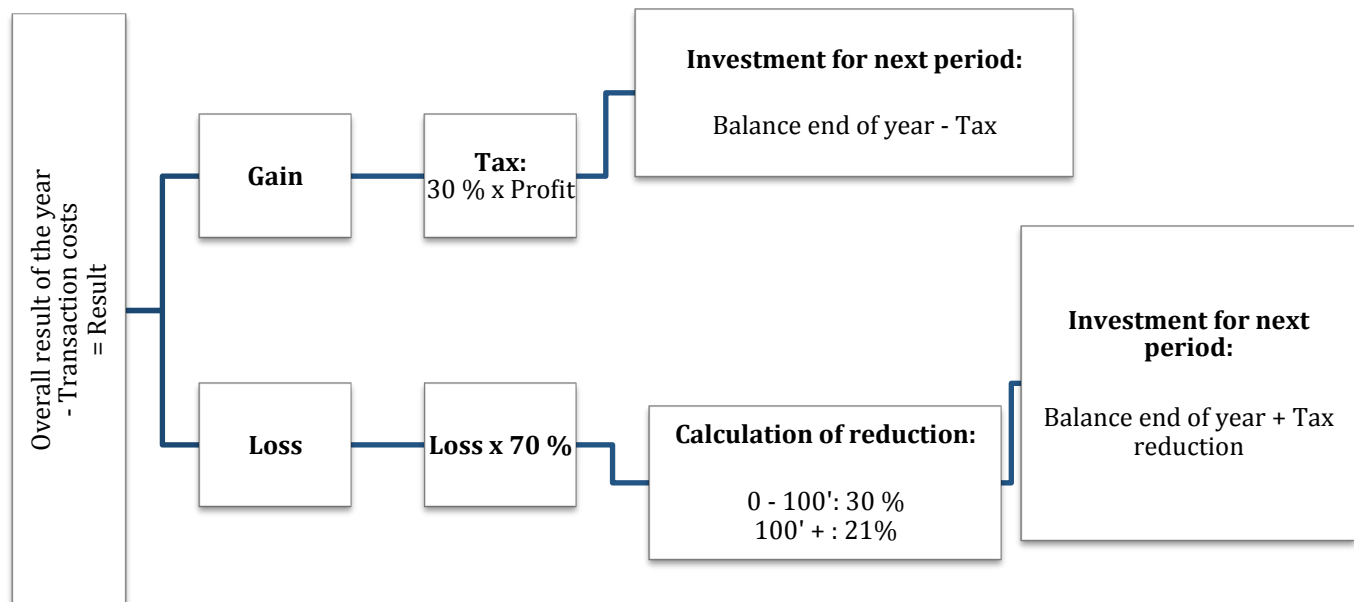 Overall result of the year
- Transaction costs
= Result
Gain
Tax:
30 % x Profit
Investment for next period:
Balance end of year - Tax
Loss
Loss x 70 %
Calculation of reduction:
0 - 100': 30 %
100' + : 21%
Investment for next
period:
Balance end of year + Tax
reduction